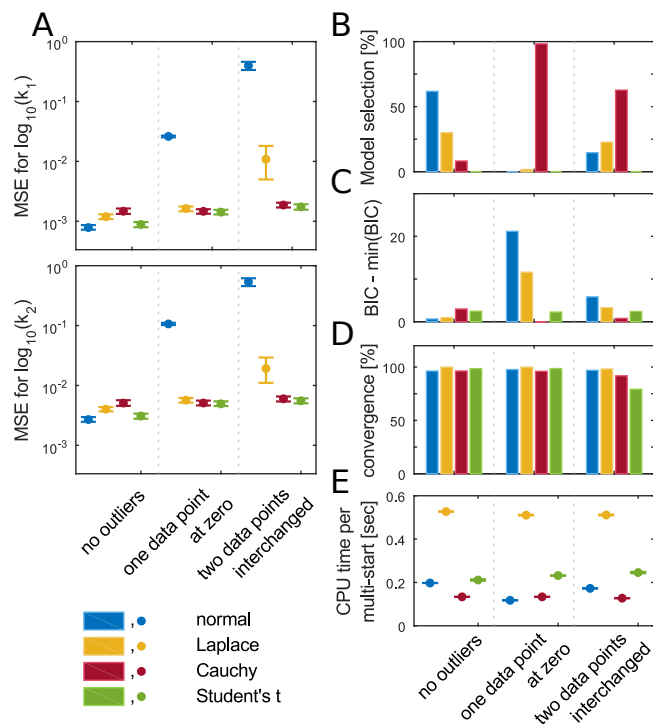 A
MSE for log10(k1)
10^0
10^-1
10^-2
10^-3
MSE for log10(k2)
10^0
10^-1
10^-2
10^-3
no outliers
one data point at zero
two data points interchanged
B
Model selection [%]
100
50
0
C
BIC - min(BIC)
20
0
D
convergence [%]
100
50
0
E
CPU time per multi-start [sec]
0.6
0.4
0.2
0
no outliers
one data point at zero
two data points interchanged
, normal
, Laplace
, Cauchy
, Student's t